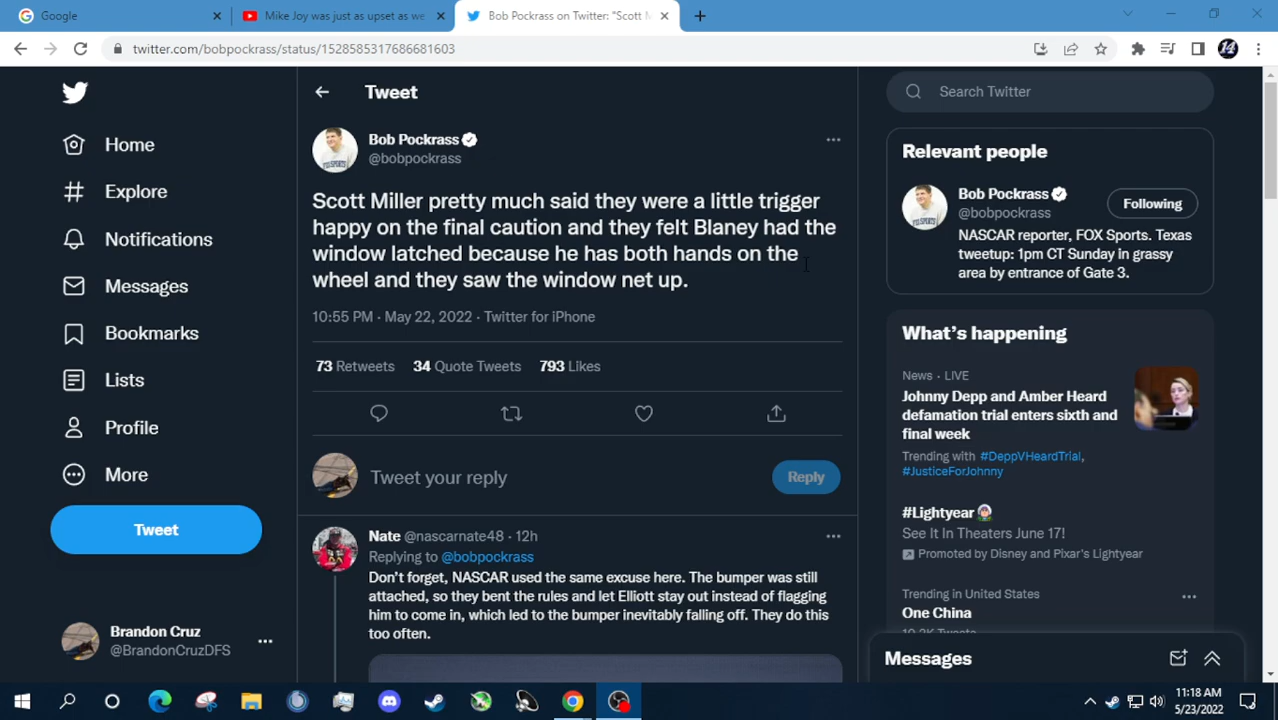 Google
Mike Joy was just as upset as we
Bob Pockrass on Twitter: "Scott M
twitter.com/bobpockrass/status/1528585317686681603
Home
Explore
Notifications
Messages
Bookmarks
Lists
Profile
More
Tweet
Brandon Cruz
@BrandonCruzDFS
Tweet
Bob Pockrass
@bobpockrass
Scott Miller pretty much said they were a little trigger
happy on the final caution and they felt Blaney had the
window latched because he has both hands on the
wheel and they saw the window net up.
10:55 PM · May 22, 2022 · Twitter for iPhone
73 Retweets 34 Quote Tweets 793 Likes
Tweet your reply
Reply
Nate @nascarnate48 · 12h
Replying to @bobpockrass
Don't forget, NASCAR used the same excuse here. The bumper was still
attached, so they bent the rules and let Elliott stay out instead of flagging
him to come in, which led to the bumper inevitably falling off. They do this
too often.
Search Twitter
Relevant people
Bob Pockrass
@bobpockrass
Following
NASCAR reporter, FOX Sports. Texas
tweetup: 1pm CT Sunday in grassy
area by entrance of Gate 3.
What's happening
News · LIVE
Johnny Depp and Amber Heard
defamation trial enters sixth and
final week
Trending with #DeppVHeardTrial,
#JusticeForJohnny
#Lightyear
See It In Theaters June 17!
Promoted by Disney and Pixar's Lightyear
Trending in United States
One China
Messages
11:18 AM
5/23/2022